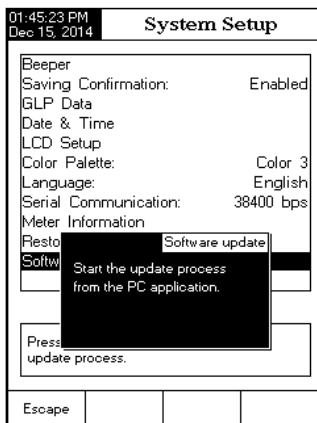 01:45:23 PM
Dec 15, 2014
System Setup
Beeper
Saving Confirmation: Enabled
GLP Data
Date & Time
LCD Setup
Color Palette: Color 3
Language: English
Serial Communication: 38400 bps
Meter Information
Resto
Softw
Software update
Start the update process
from the PC application.
Press
update process.
Escape